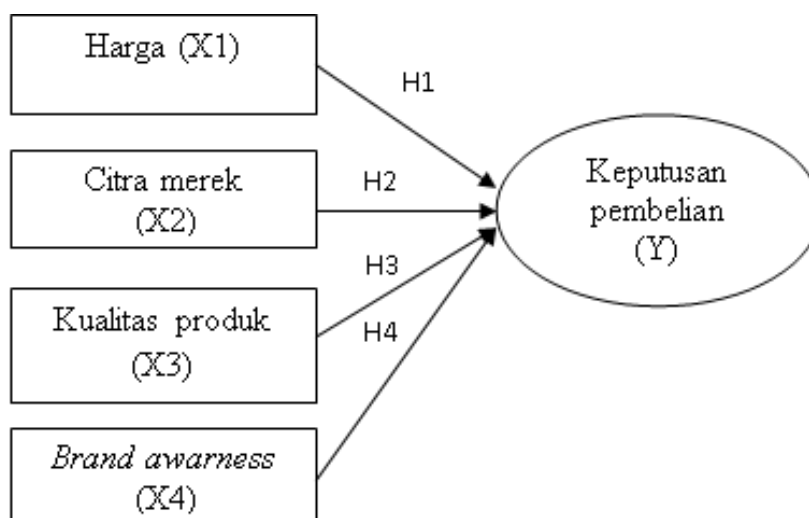 Harga (X1)
H1
Citra merek
(X2)
H2
Keputusan
pembelian
(Y)
H3
Kualitas produk
(X3)
H4
Brand awarness
(X4)